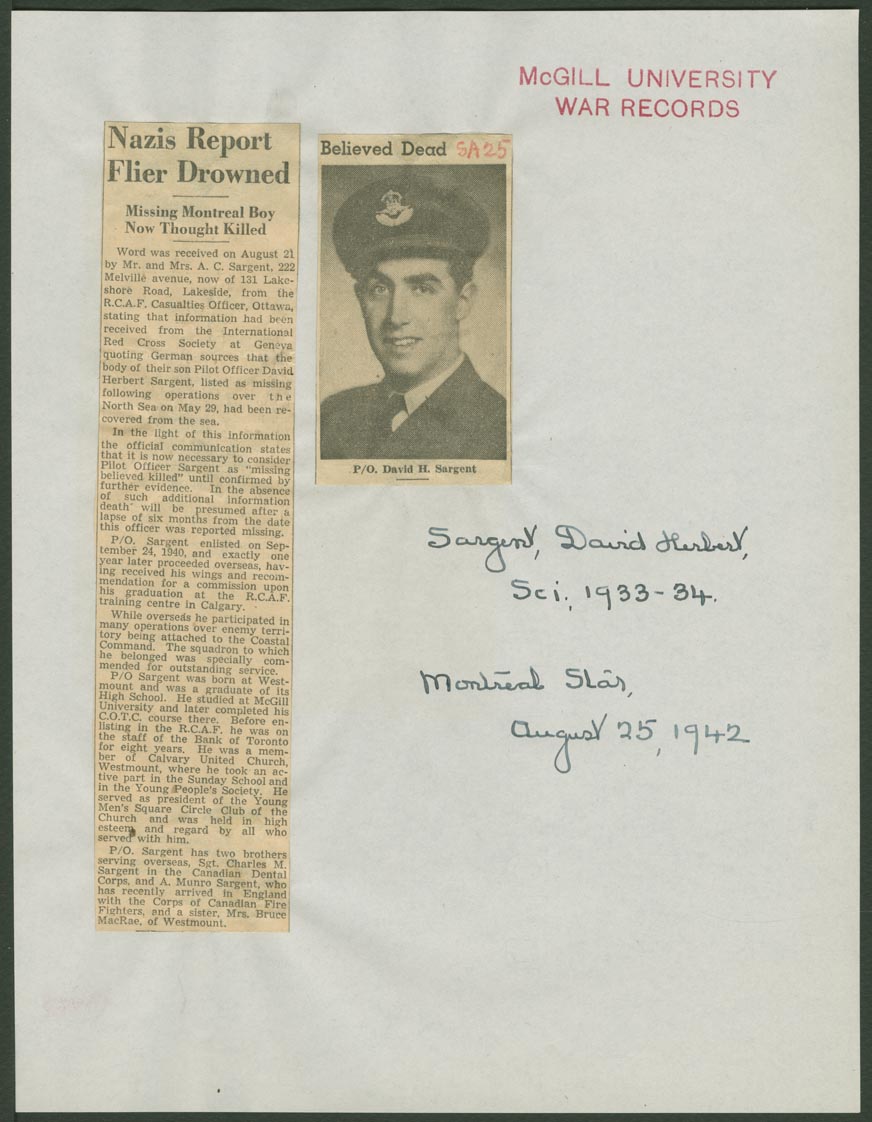 McGILL UNIVERSITY
WAR RECORDS
Nazis Report
Flier Drowned
Missing Montreal Boy
Now Thought Killed
Word was received on August 21
by Mr. and Mrs. A. C. Sargent, 222
Melville avenue, now of 131 Lake-
shore Road, Lakeside, from the
R.C.A.F. Casualties Officer, Ottawa,
stating that information had been
received from the International
Red Cross Society at Geneva
quoting German sources that the
body of their son Pilot Officer David
Herbert Sargent, listed as missing
following operations over the
North Sea on May 29, had been re-
covered from the sea.
In the light of this information
the official communication states
that it is now necessary to consider
Pilot Officer Sargent as "missing
believed killed" until confirmed by
further evidence. In the absence
of such additional information
death will be presumed after a
lapse of six months from the date
this officer was reported missing.
P/O. Sargent enlisted on Sep-
tember 24, 1940, and exactly one
year later proceeded overseas, hav-
ing received his wings and recom-
mendation for a commission upon
his graduation at the R.C.A.F.
training centre in Calgary.
While overseas he participated in
many operations over enemy terri-
tory being attached to the Coastal
Command. The squadron to which
he belonged was specially com-
mended for outstanding service.
P/O Sargent was born at West-
mount and was a graduate of its
High School. He studied at McGill
University and later completed his
C.O.T.C. course there. Before en-
listing in the R.C.A.F. he was on
the staff of the Bank of Toronto
for eight years. He was a mem-
ber of Calvary United Church,
Westmount, where he took an ac-
tive part in the Sunday School and
in the Young People's Society. He
served as president of the Young
Men's Square Circle Club of the
Church and was held in high
esteem and regard by all who
served with him.
P/O. Sargent has two brothers
serving overseas, Sgt. Charles M.
Sargent in the Canadian Dental
Corps, and A. Munro Sargent, who
has recently arrived in England
with the Corps of Canadian Fire
Fighters, and a sister, Mrs. Bruce
MacRae, of Westmount.
Believed Dead SA25
P/O. David H. Sargent
Sargent, David Herbert,
Sci., 1933-34.
Montreal Star,
August 25, 1942